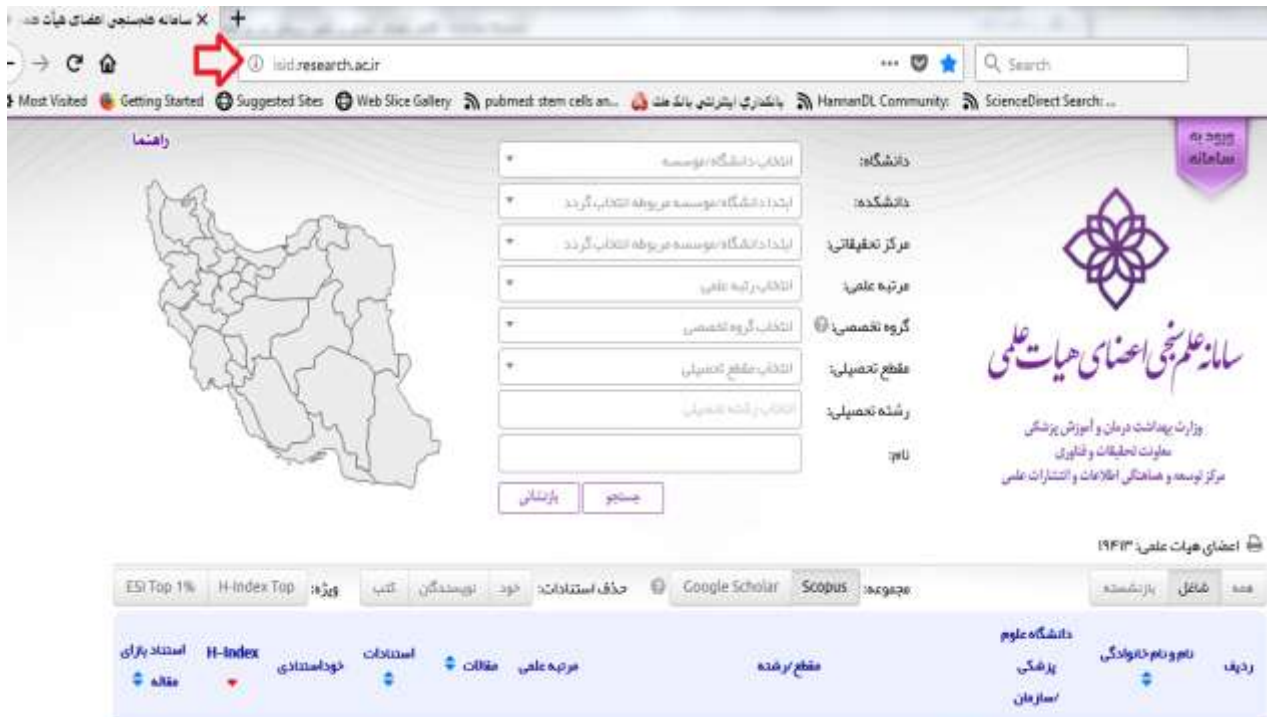 سامانه علم‌سنجی اعضای هیأت
isid.research.ac.ir
Search
Most Visited Getting Started Suggested Sites Web Slice Gallery pubmed: stem cells an... بانکداری اینترنتی بانک ملت HannanDL Community: ScienceDirect Search: ...
ورود به
سامانه
راهنما
دانشگاه: انتخاب دانشگاه/موسسه
دانشکده: ابتدا دانشگاه/موسسه مربوطه انتخاب گردد
مرکز تحقیقاتی: ابتدا دانشگاه/موسسه مربوطه انتخاب گردد
مرتبه علمی: انتخاب رتبه علمی
گروه تخصصی: انتخاب گروه تخصصی
مقطع تحصیلی: انتخاب مقطع تحصیلی
رشته تحصیلی: انتخاب رشته تحصیلی
نام:
جستجو بازنشانی
سامانه علم سنجی اعضای هیات علمی
وزارت بهداشت درمان و آموزش پزشکی
معاونت تحقیقات و فناوری
مرکز توسعه و هماهنگی اطلاعات و انتشارات علمی
اعضای هیات علمی: ۱۹۴۱۳
همه شاغل بازنشسته
مجموعه: Scopus Google Scholar
حذف استنادات: خود نویسندگان کتب
ویژه: H-Index Top ESI Top 1%
ردیف
نام و نام خانوادگی
دانشگاه علوم
پزشکی
/سازمان
مقطع/رشته
مرتبه علمی
مقالات
استنادات
خوداستنادی
H-Index
استناد بازای
مقاله